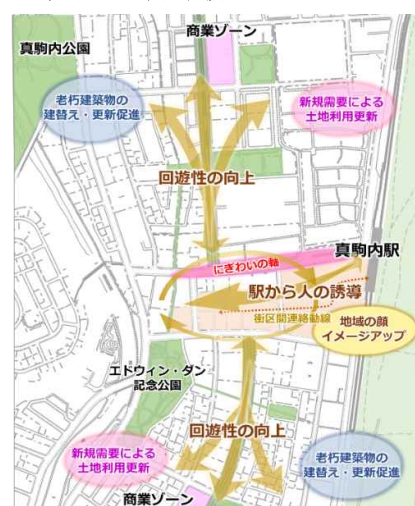 商業ゾーン
真駒内公園
老朽建築物の
建替え・更新促進
新規需要による
土地利用更新
回遊性の向上
真駒内駅
にぎわいの軸
駅から人の誘導
街区間連絡動線
地域の顔
イメージアップ
エドウィン・ダン
記念公園
回遊性の向上
新規需要による
土地利用更新
老朽建築物の
建替え・更新促進
商業ゾーン